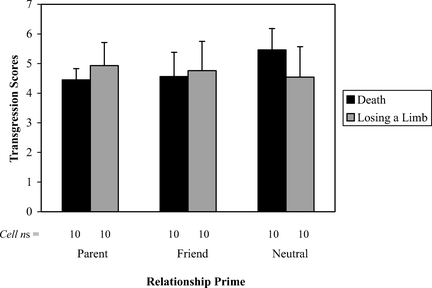 7
6
5
4
3
2
1
0
Transgression Scores
Death
Losing a Limb
Cell ns = 10 10 10 10 10 10
Parent Friend Neutral
Relationship Prime